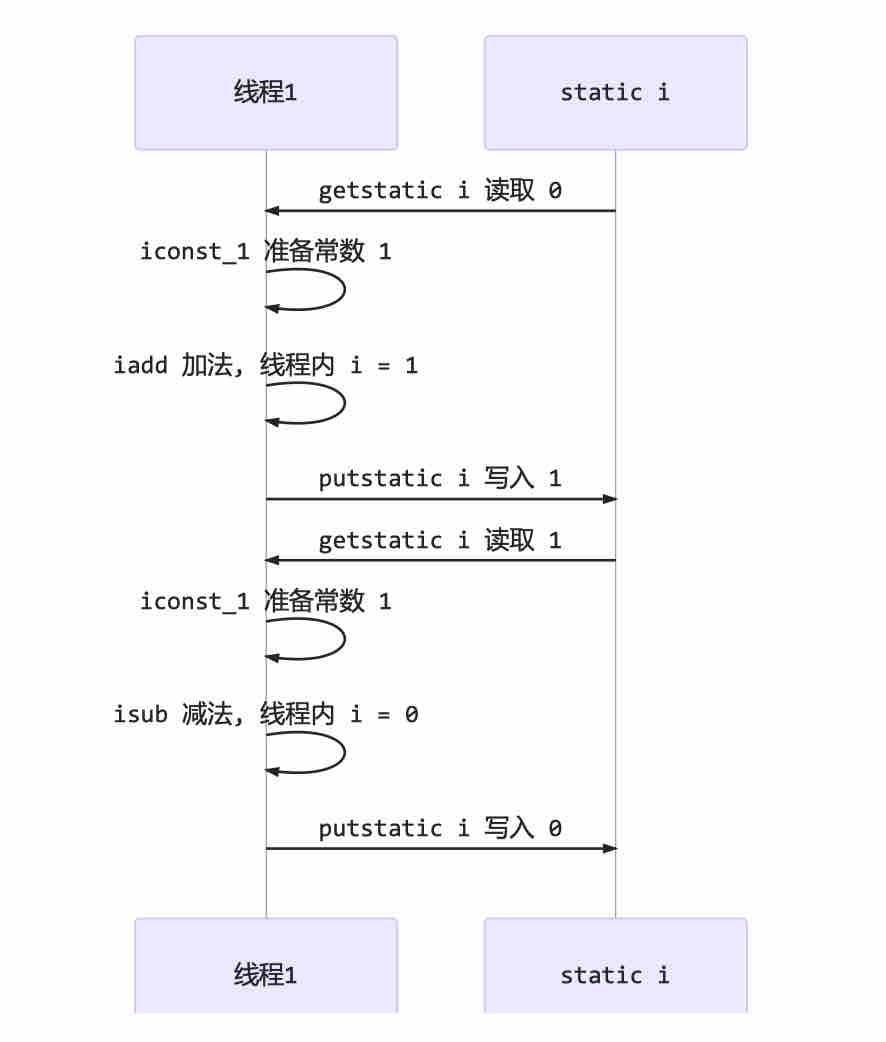 线程1
static i
getstatic i 读取 0
iconst_1 准备常数 1
iadd 加法, 线程内 i = 1
putstatic i 写入 1
getstatic i 读取 1
iconst_1 准备常数 1
isub 减法, 线程内 i = 0
putstatic i 写入 0
线程1
static i